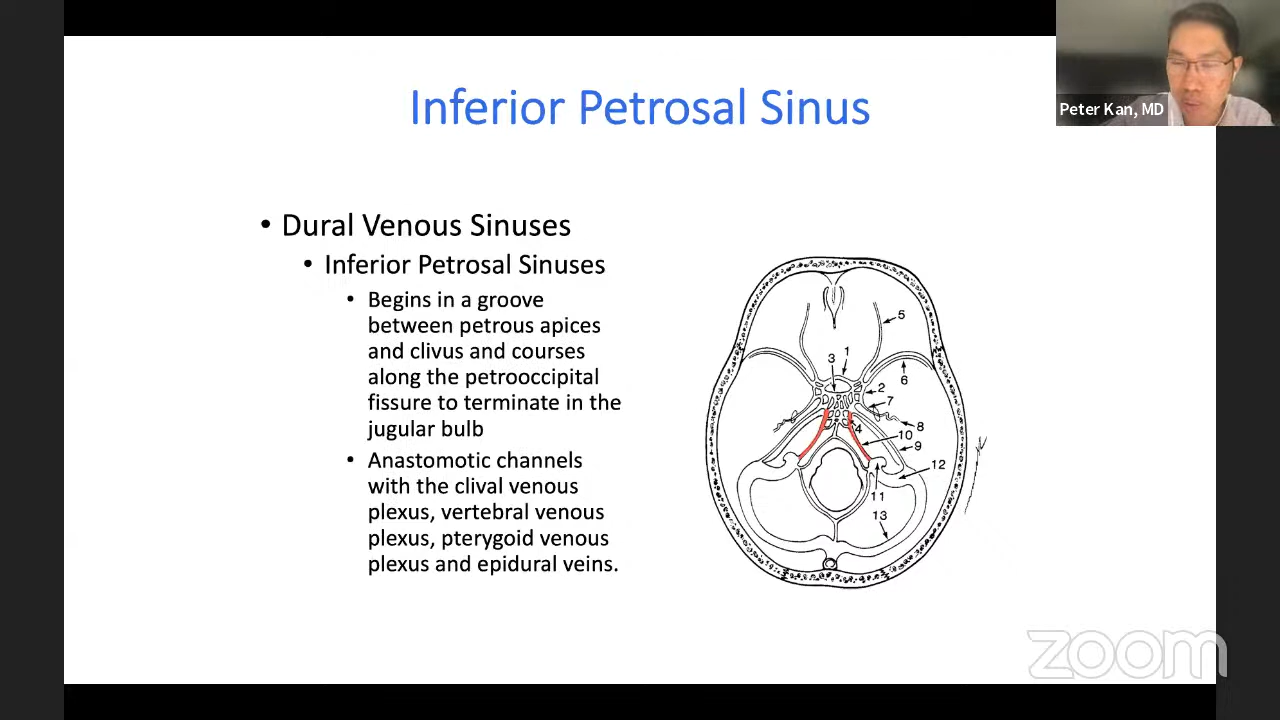 Inferior Petrosal Sinus
Peter Kan, MD
• Dural Venous Sinuses
• Inferior Petrosal Sinuses
• Begins in a groove
between petrous apices
and clivus and courses
along the petrooccipital
fissure to terminate in the
jugular bulb
• Anastomotic channels
with the clival venous
plexus, vertebral venous
plexus, pterygoid venous
plexus and epidural veins.
5
1
3
6
2
7
8
4
10
9
12
11
13
zoom